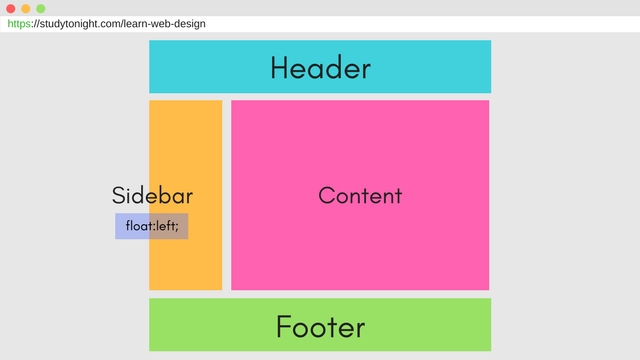 https://studytonight.com/learn-web-design
Header
Sidebar
float:left;
Content
Footer